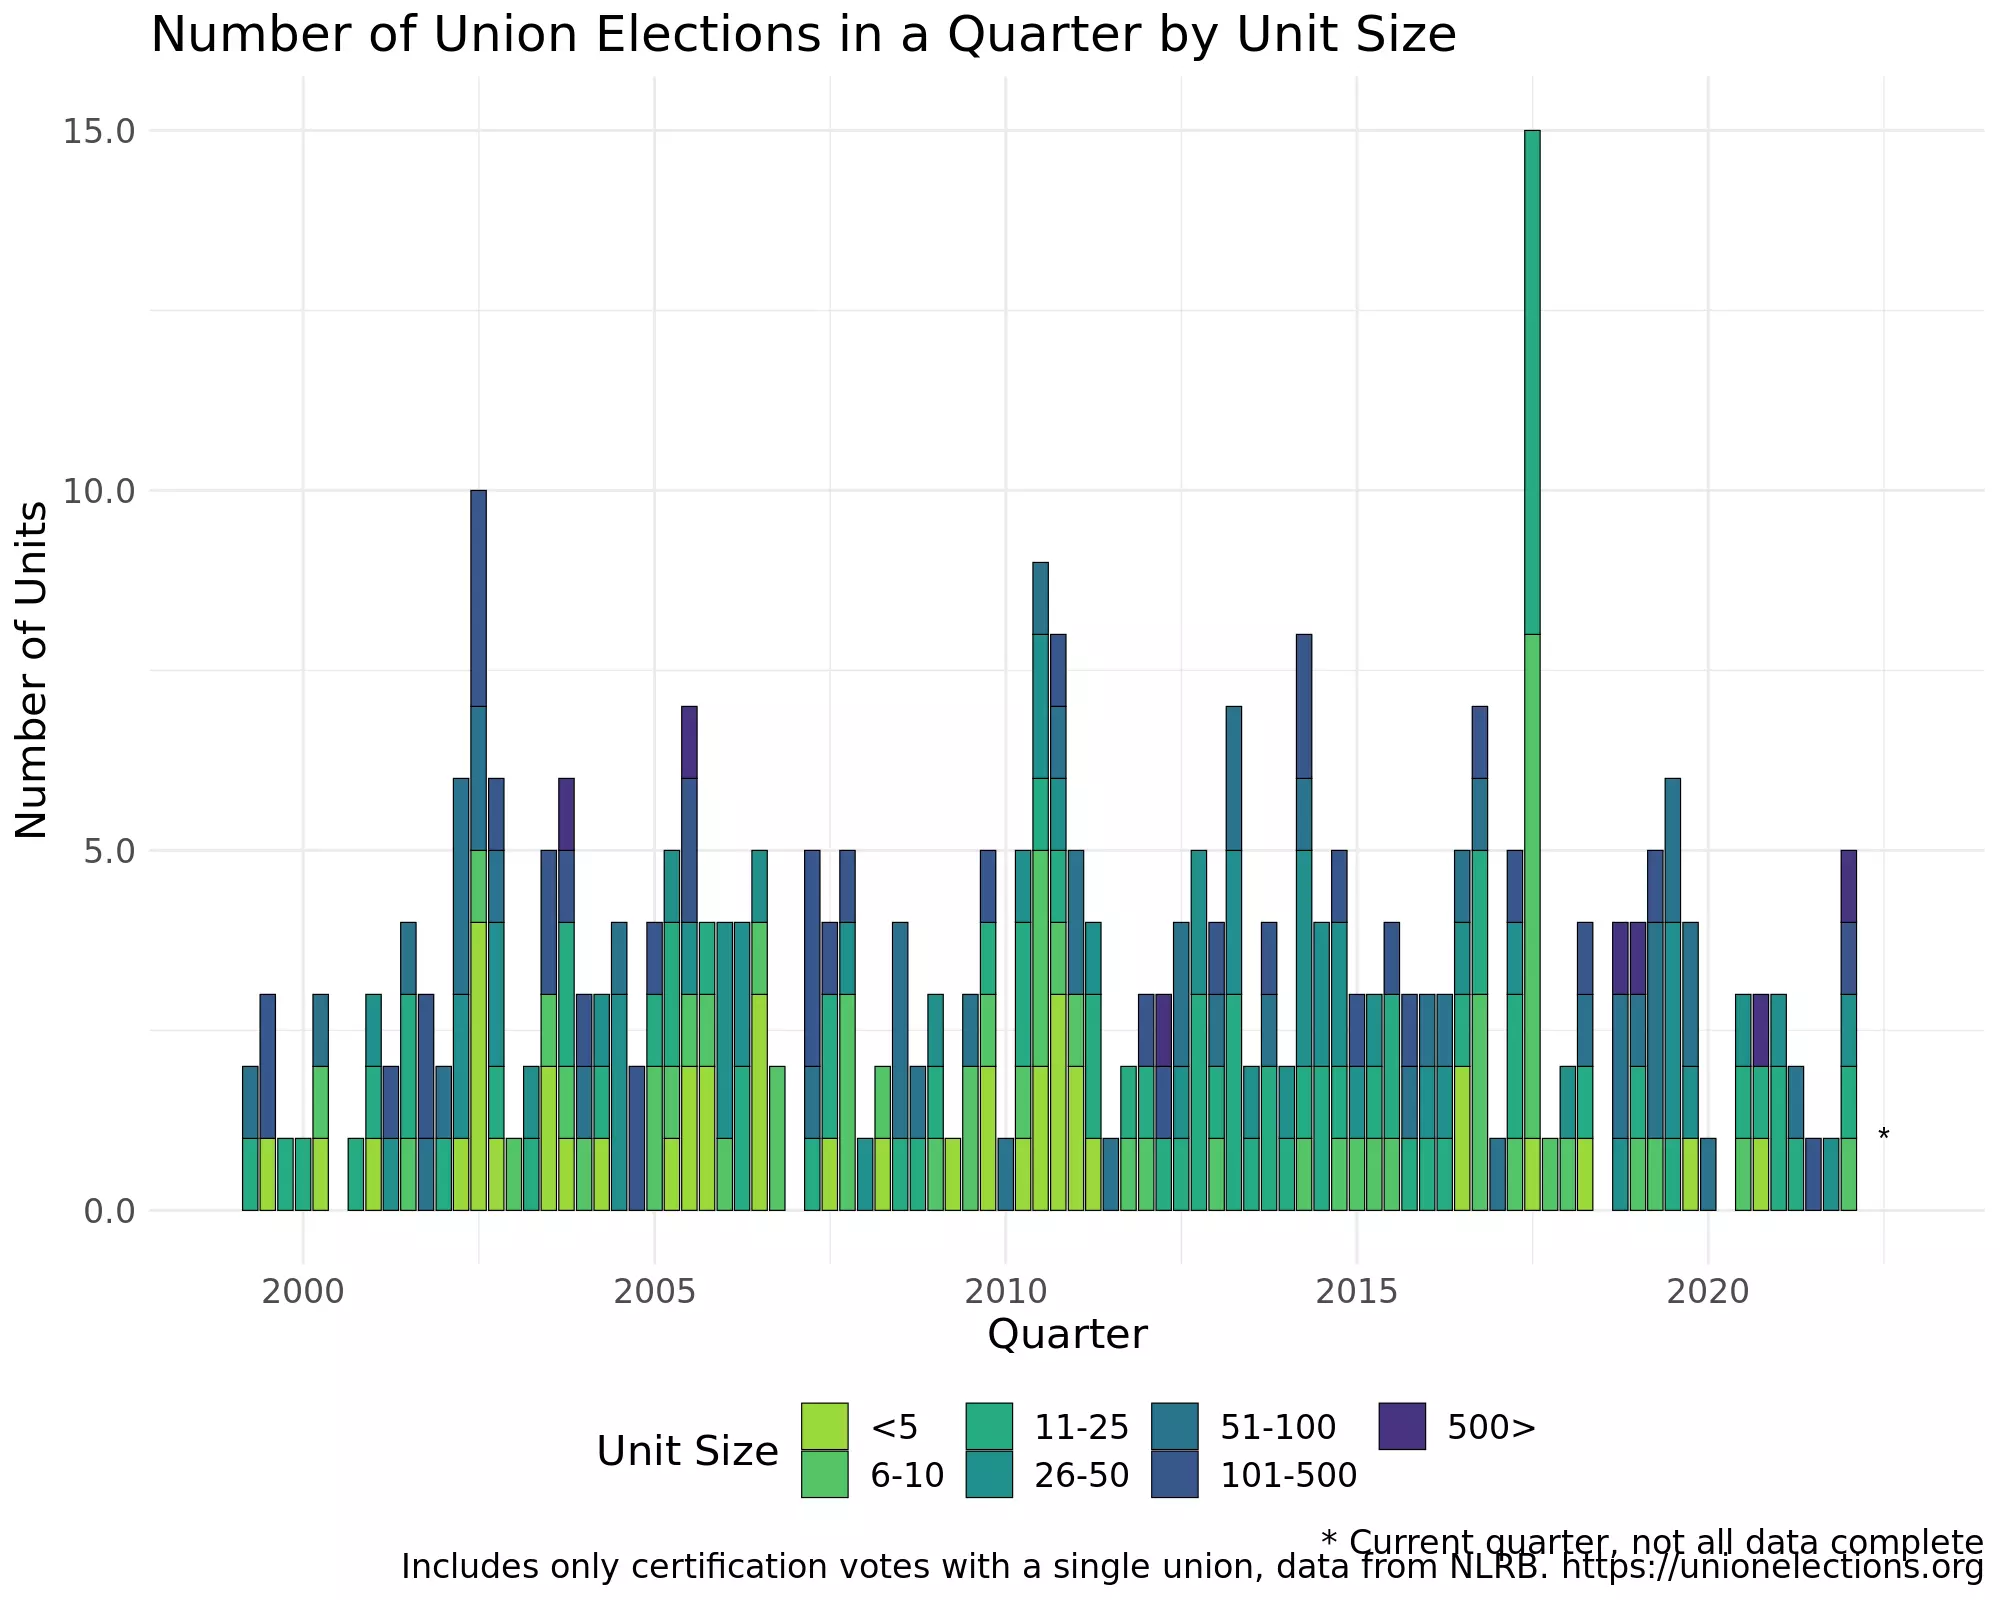 Number of Union Elections in a Quarter by Unit Size
15.0
10.0
5.0
0.0
Number of Units
*
2000 2005 2010 2015 2020
Quarter
Unit Size
<5 11-25 51-100 500>
6-10 26-50 101-500
* Current quarter, not all data complete
Includes only certification votes with a single union, data from NLRB. https://unionelections.org